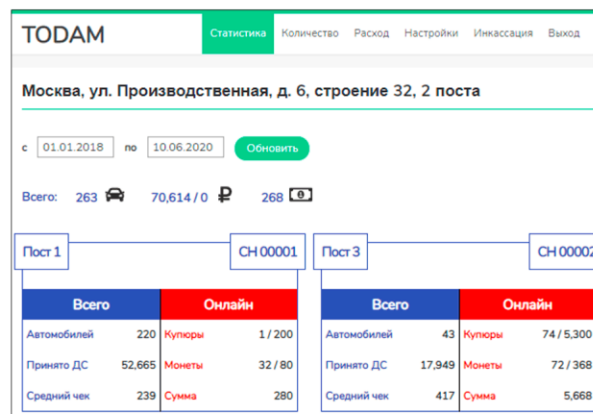 TODAM
Статистика Количество Расход Настройки Инкассация Выход
Москва, ул. Производственная, д. 6, строение 32, 2 поста
с 01.01.2018 по 10.06.2020 Обновить
Всего: 263 70,614 / 0 ₽ 268
Пост 1 СН 00001 Пост 3 СН 00002
Всего Онлайн Всего Онлайн
Автомобилей 220 Купюры 1 / 200 Автомобилей 43 Купюры 74 / 5,300
Принято ДС 52,665 Монеты 32 / 80 Принято ДС 17,949 Монеты 72 / 368
Средний чек 239 Сумма 280 Средний чек 417 Сумма 5,668